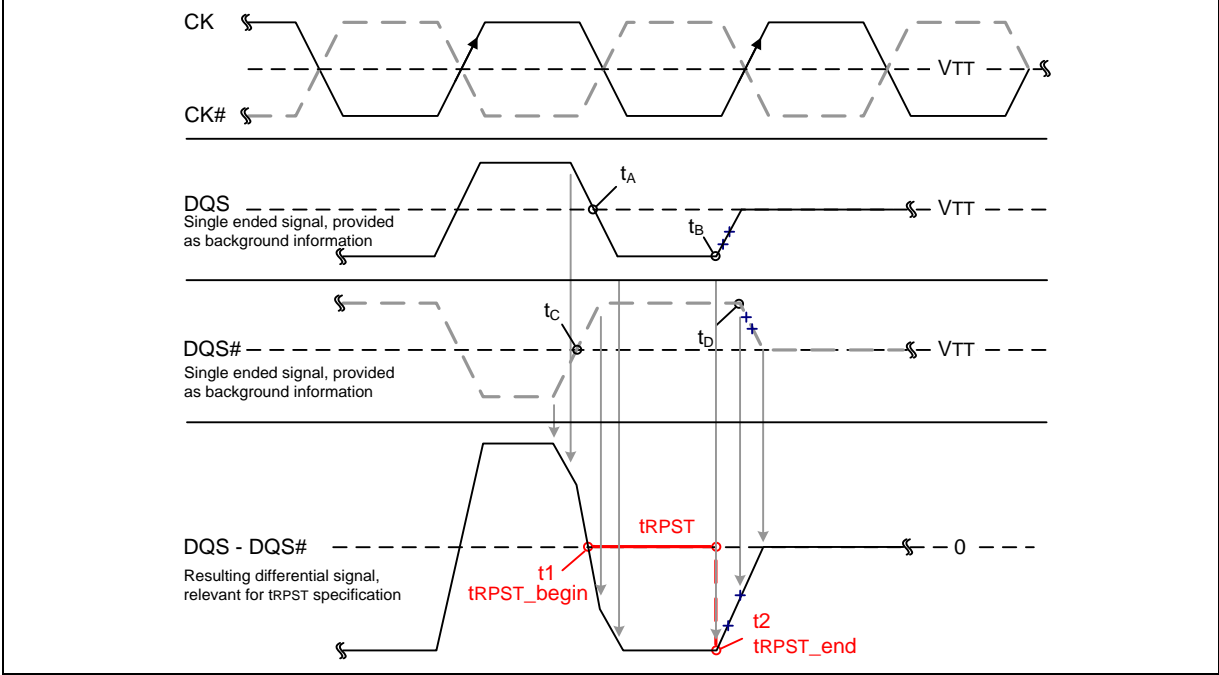 CK
VTT
CK#
tA
DQS
Single ended signal, provided
as background information
tB
VTT
tC
tD
DQS#
VTT
Single ended signal, provided
as background information
tRPST
DQS - DQS#
0
Resulting differential signal,
relevant for tRPST specification
t1
tRPST_begin
t2
tRPST_end